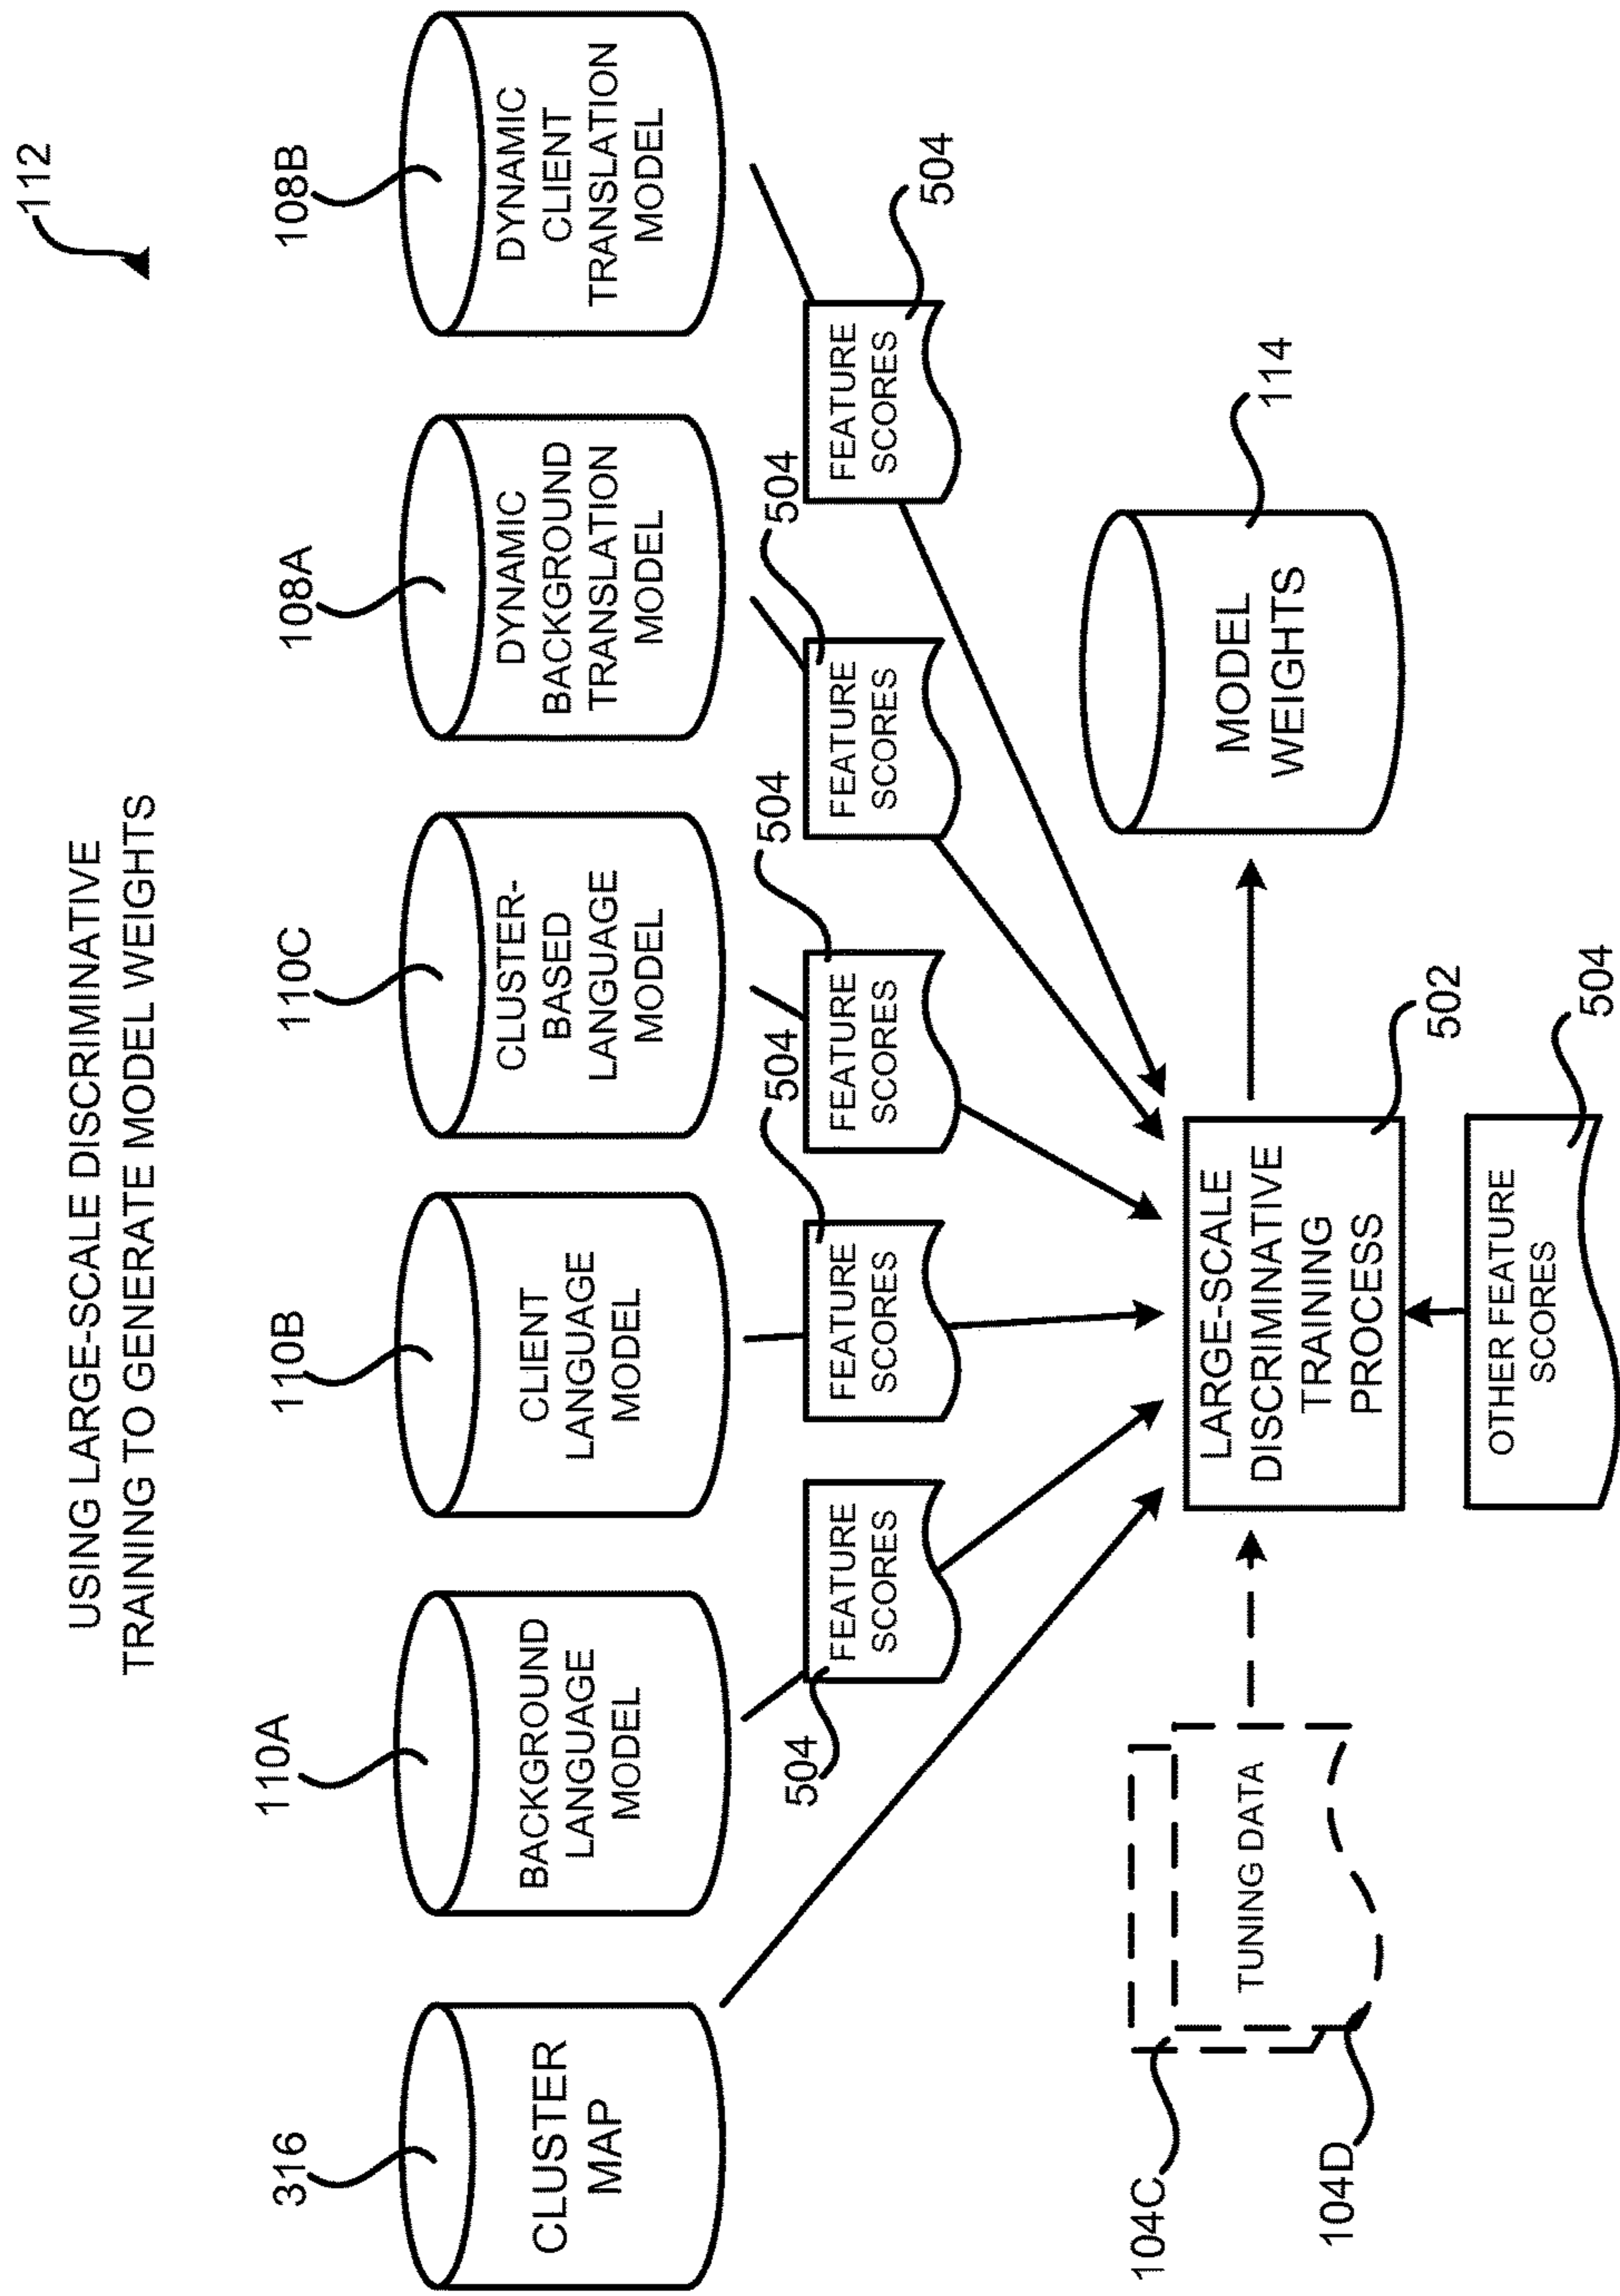 USING LARGE-SCALE DISCRIMINATIVE
TRAINING TO GENERATE MODEL WEIGHTS
112
316
110A
110B
110C
108A
108B
CLUSTER
MAP
BACKGROUND
LANGUAGE
MODEL
CLIENT
LANGUAGE
MODEL
CLUSTER-
BASED
LANGUAGE
MODEL
DYNAMIC
BACKGROUND
TRANSLATION
MODEL
DYNAMIC
CLIENT
TRANSLATION
MODEL
504
504
504
504
504
FEATURE
SCORES
FEATURE
SCORES
FEATURE
SCORES
FEATURE
SCORES
FEATURE
SCORES
104C
TUNING DATA
104D
LARGE-SCALE
DISCRIMINATIVE
TRAINING
PROCESS
502
MODEL
WEIGHTS
114
OTHER FEATURE
SCORES
504